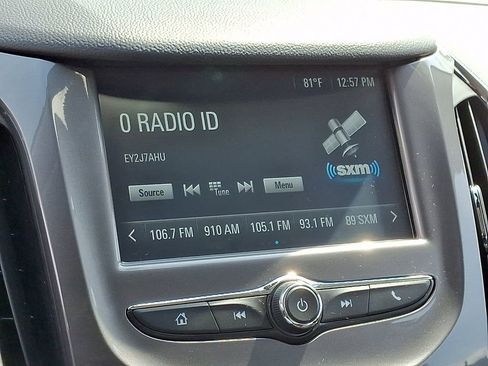 81°F 12:57 PM
0 RADIO ID
EY2J7AHU
sxm
Source Tune Menu
106.7 FM 910 AM 105.1 FM 93.1 FM 89 SXM